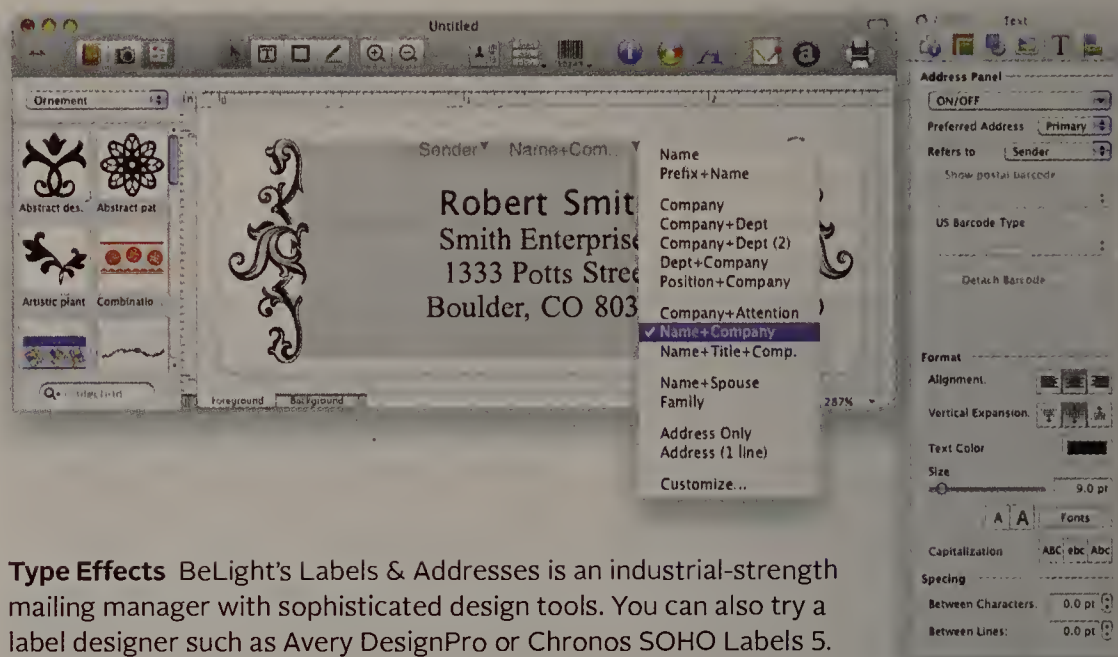 Untitled
Ornement
in
0
1
2
Abstract des.
Abstract pat
Artistic plant
Combinatio
Foreground
Background
287%
Sender
Name+Com..
Robert Smit
Smith Enterprise
1333 Potts Stree
Boulder, CO 803
Name
Prefix+Name
Company
Company+Dept
Company+Dept (2)
Dept+Company
Position+Company
Company+Attention
✓ Name+Company
Name+Title+Comp.
Name+Spouse
Family
Address Only
Address (1 line)
Customize...
Text
Address Panel
ON/OFF
Preferred Address Primary
Refers to Sender
Show postal barcode
US Barcode Type
Detach Barcode
Format
Alignment.
Vertical Expansion.
Text Color
Size
9.0 pt
A A Fonts
Capitalization ABC ebc Abc
Spacing
Between Characters. 0.0 pt
Between Lines: 0.0 pt
Type Effects BeLight's Labels & Addresses is an industrial-strength
mailing manager with sophisticated design tools. You can also try a
label designer such as Avery DesignPro or Chronos SOHO Labels 5.